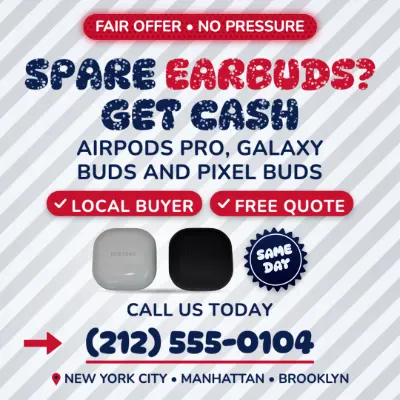 FAIR OFFER • NO PRESSURE
SPARE EARBUDS?
GET CASH
AIRPODS PRO, GALAXY
BUDS AND PIXEL BUDS
✓ LOCAL BUYER ✓ FREE QUOTE
SAME
DAY
CALL US TODAY
(212) 555-0104
NEW YORK CITY • MANHATTAN • BROOKLYN